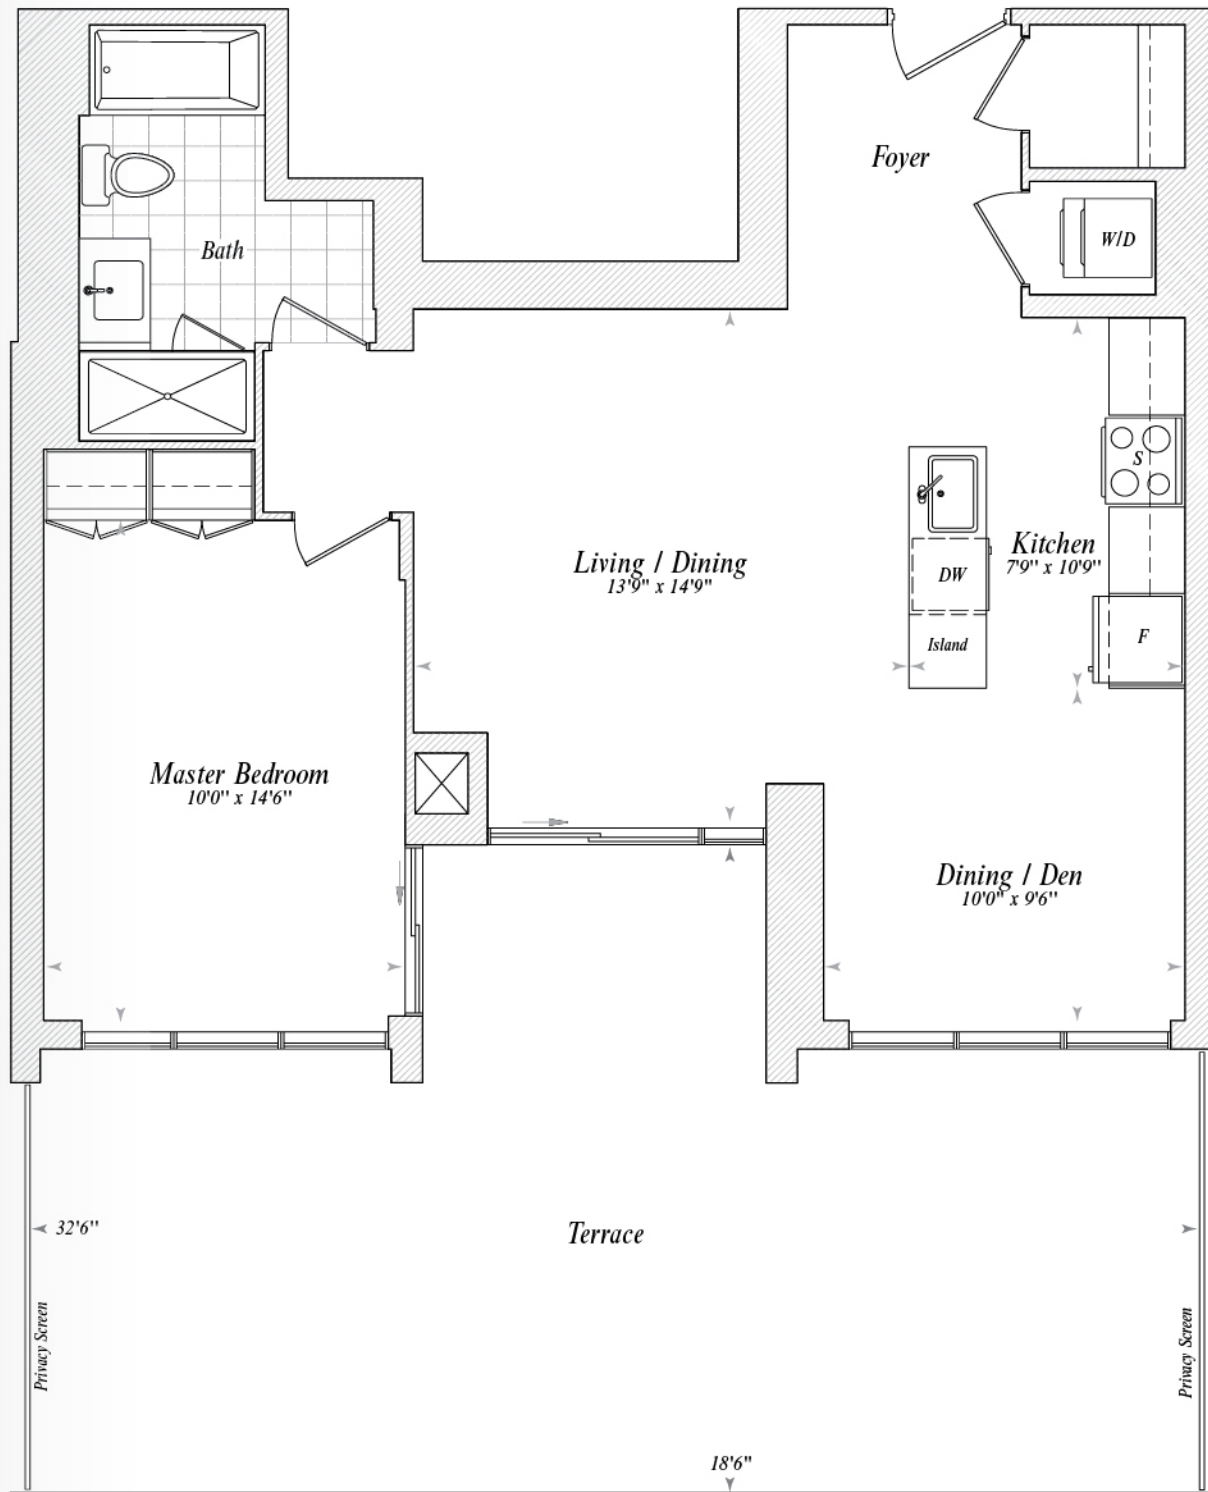 Foyer
Bath
W/D
S
Kitchen
7'9" x 10'9"
Living / Dining
13'9" x 14'9"
DW
Island
F
Master Bedroom
10'0" x 14'6"
Dining / Den
10'0" x 9'6"
32'6"
Terrace
Privacy Screen
Privacy Screen
18'6"